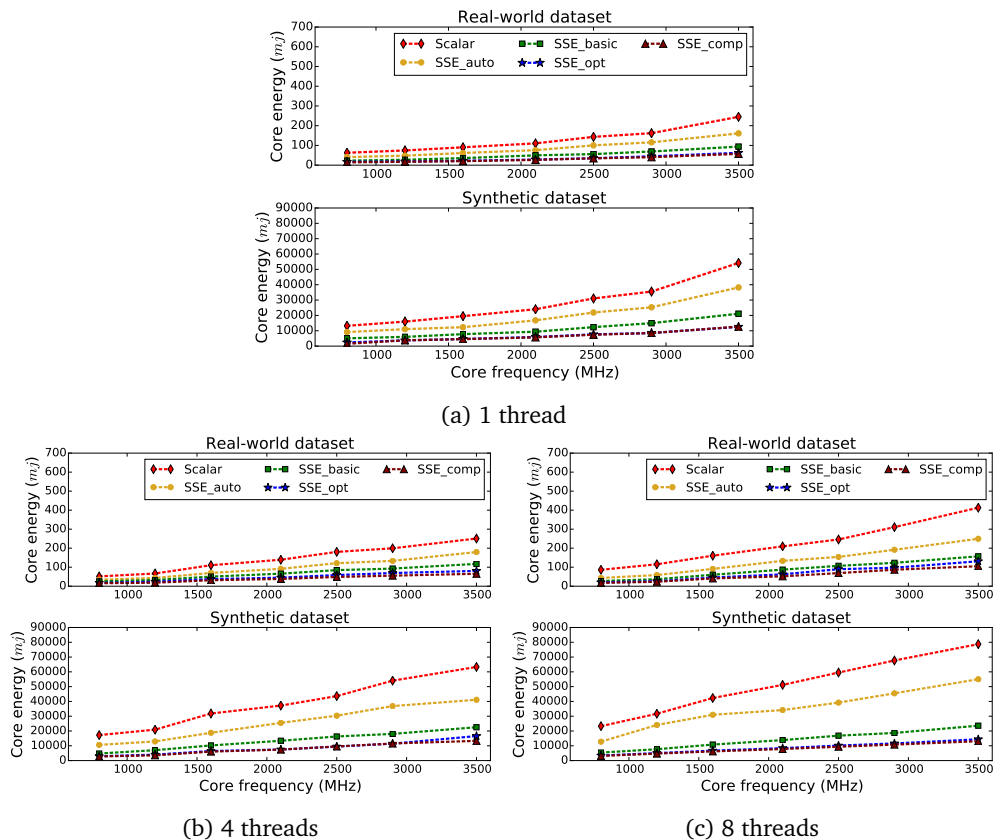 Real-world dataset
Core energy (mj)
700
600
500
400
300
200
100
0
Scalar
SSE_auto
SSE_basic
SSE_opt
SSE_comp
1000 1500 2000 2500 3000 3500
Synthetic dataset
Core energy (mj)
90000
80000
70000
60000
50000
40000
30000
20000
10000
0
1000 1500 2000 2500 3000 3500
Core frequency (MHz)
(a) 1 thread
Real-world dataset
Core energy (mj)
700
600
500
400
300
200
100
0
Scalar
SSE_auto
SSE_basic
SSE_opt
SSE_comp
1000 1500 2000 2500 3000 3500
Synthetic dataset
Core energy (mj)
90000
80000
70000
60000
50000
40000
30000
20000
10000
0
1000 1500 2000 2500 3000 3500
Core frequency (MHz)
(b) 4 threads
Real-world dataset
Core energy (mj)
700
600
500
400
300
200
100
0
Scalar
SSE_auto
SSE_basic
SSE_opt
SSE_comp
1000 1500 2000 2500 3000 3500
Synthetic dataset
Core energy (mj)
90000
80000
70000
60000
50000
40000
30000
20000
10000
0
1000 1500 2000 2500 3000 3500
Core frequency (MHz)
(c) 8 threads